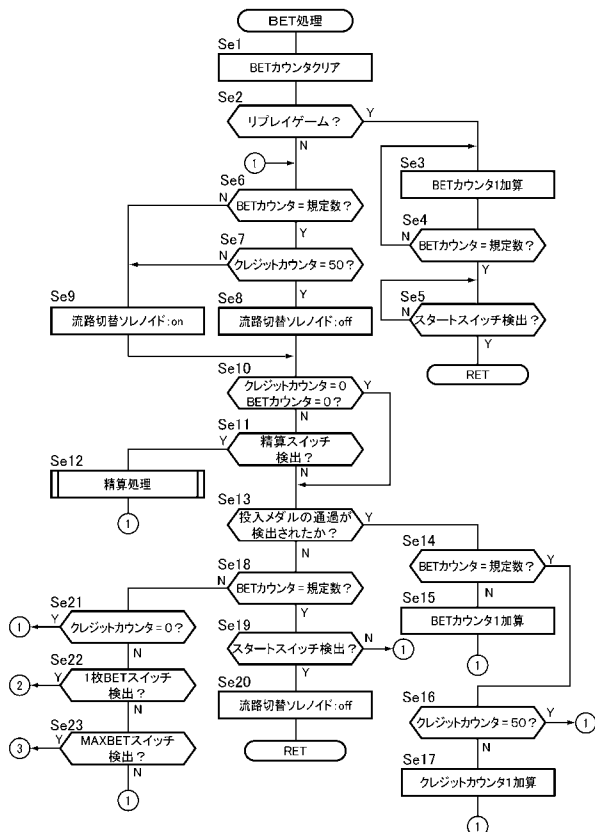 BET処理
Se1
BETカウンタクリア
Se2
リプレイゲーム？
Y
N
1
Se3
BETカウンタ1加算
Se4
N
BETカウンタ=規定数？
Y
Se5
N
スタートスイッチ検出？
Y
RET
Se6
N
BETカウンタ=規定数？
Y
Se7
N
クレジットカウンタ=50？
Y
Se9
流路切替ソレノイド:on
Se8
流路切替ソレノイド:off
Se10
クレジットカウンタ=0
BETカウンタ=0？
Y
N
Se11
Y
精算スイッチ
検出？
N
Se12
精算処理
1
Se13
投入メダルの通過が
検出されたか？
Y
N
Se14
BETカウンタ=規定数？
Y
N
Se15
BETカウンタ1加算
1
Se16
クレジットカウンタ=50？
Y
1
N
Se17
クレジットカウンタ1加算
1
Se18
N
BETカウンタ=規定数？
Y
Se19
スタートスイッチ検出？
N
1
Y
Se20
流路切替ソレノイド:off
RET
Se21
1
Y
クレジットカウンタ=0？
N
Se22
2
Y
1枚BETスイッチ
検出？
N
Se23
3
Y
MAXBETスイッチ
検出？
N
1